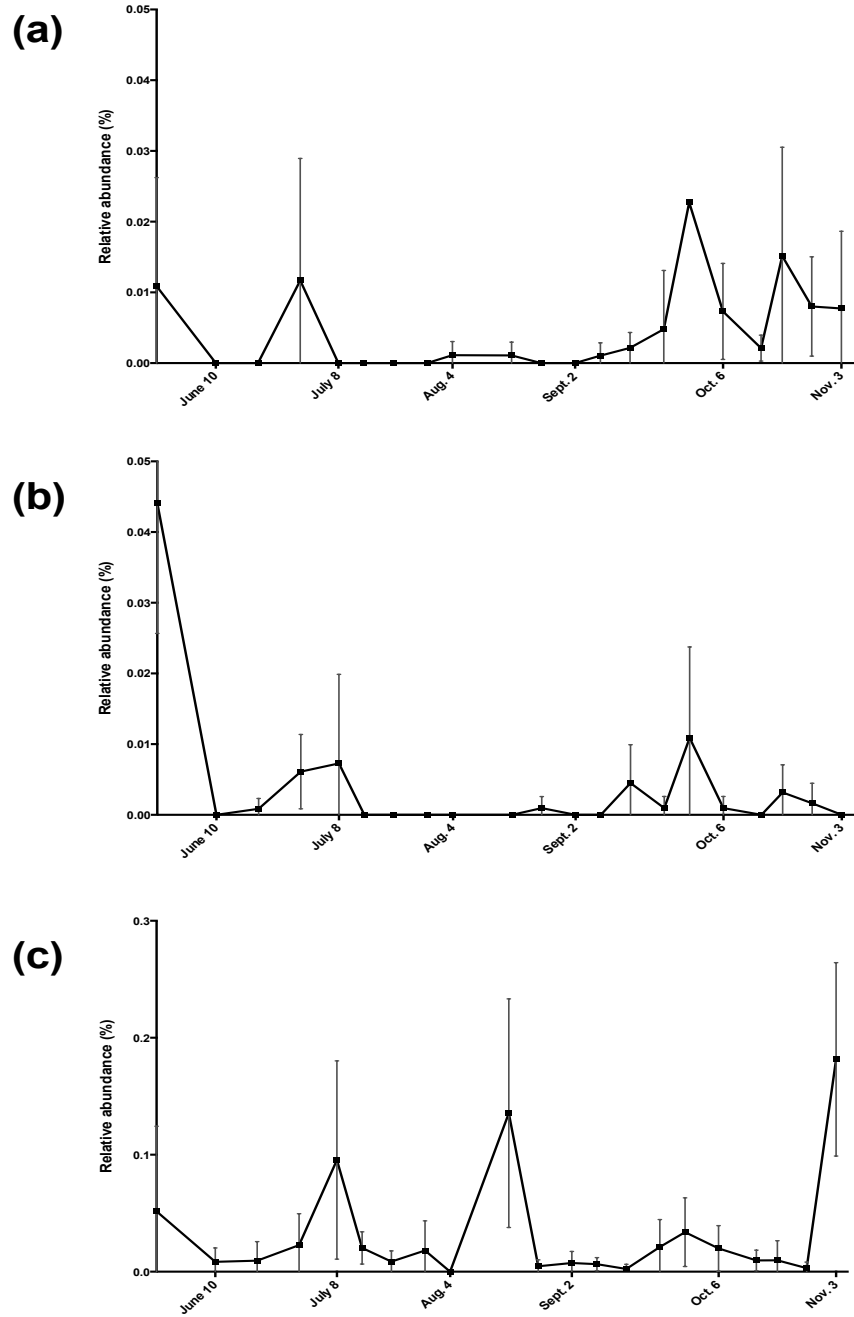 (a)
Relative abundance (%)
0.05
0.04
0.03
0.02
0.01
0.00
June 10
July 8
Aug. 4
Sept. 2
Oct. 6
Nov. 3
(b)
Relative abundance (%)
0.05
0.04
0.03
0.02
0.01
0.00
June 10
July 8
Aug. 4
Sept. 2
Oct. 6
Nov. 3
(c)
Relative abundance (%)
0.3
0.2
0.1
0.0
June 10
July 8
Aug. 4
Sept. 2
Oct. 6
Nov. 3